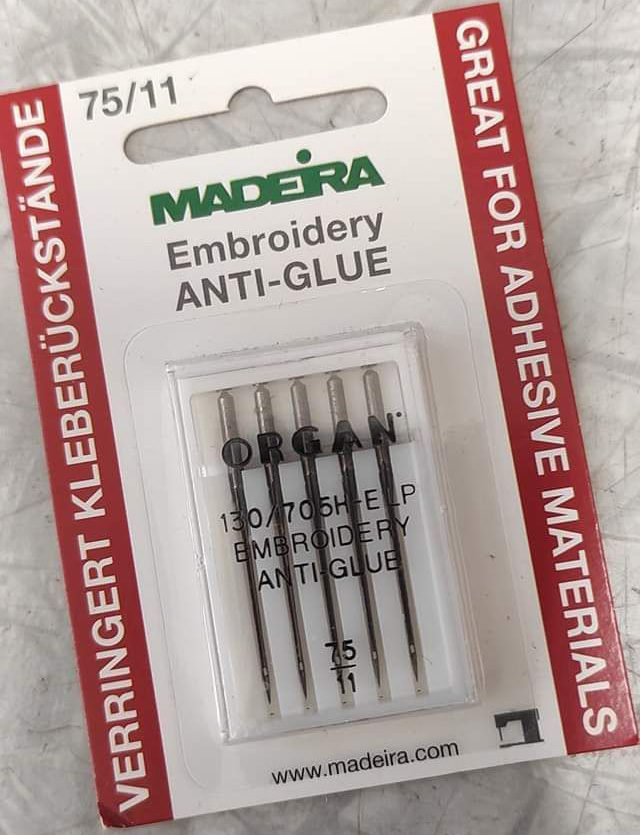 75/11
MADEIRA
Embroidery
ANTI-GLUE
VERRINGERT KLEBERÜCKSTÄNDE
GREAT FOR ADHESIVE MATERIALS
ORGAN
130/705H-E LP
EMBROIDERY
ANTI-GLUE
75
11
www.madeira.com